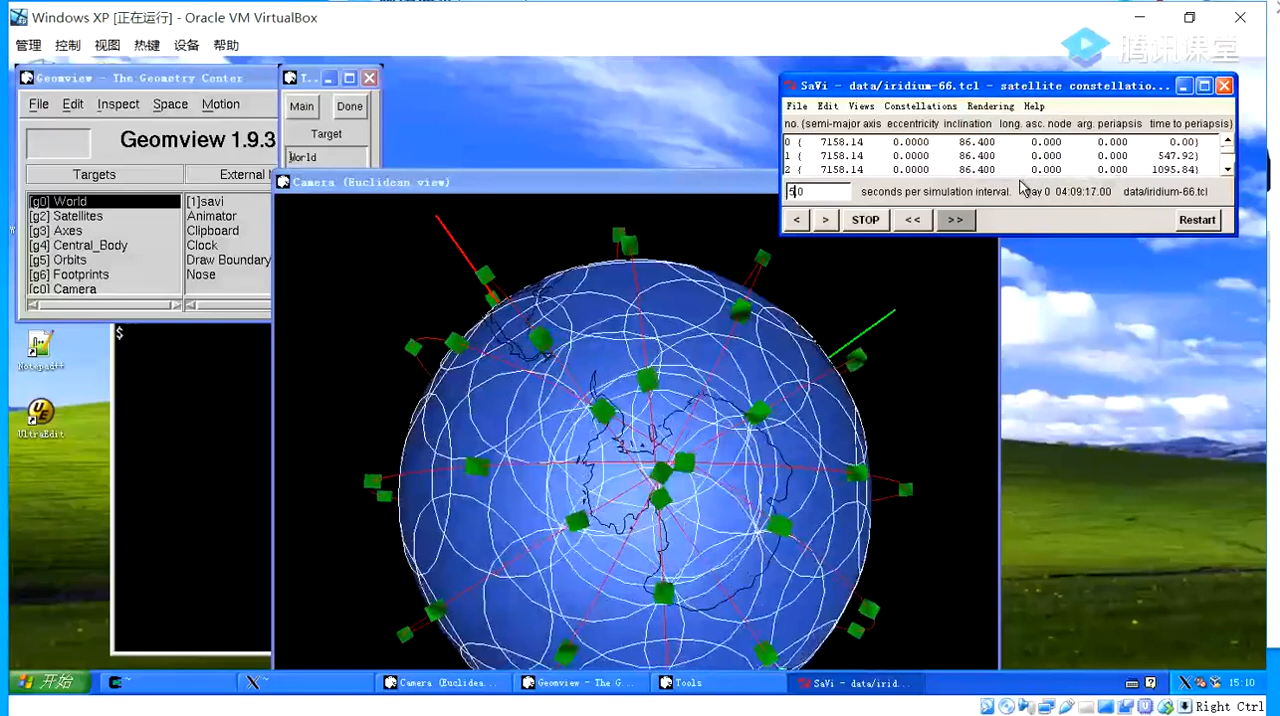 Windows XP [正在运行] - Oracle VM VirtualBox
管理 控制 视图 热键 设备 帮助
腾讯课堂
Geomview - The Geometry Center
File Edit Inspect Space Motion
Geomview 1.9.3
Targets External
[g0] World
[g2] Satellites
[g3] Axes
[g4] Central_Body
[g5] Orbits
[g6] Footprints
[c0] Camera
[1]savi
Animator
Clipboard
Clock
Draw Boundary
Nose
T...
Main Done
Target
World
Camera (Euclidean view)
SaVi - data/iridium-66.tcl - satellite constellatio...
File Edit Views Constellations Rendering Help
no. (semi-major axis eccentricity inclination long. asc. node arg. periapsis time to periapsis)
0 { 7158.14 0.0000 86.400 0.000 0.000 0.00}
1 { 7158.14 0.0000 86.400 0.000 0.000 547.92}
2 { 7158.14 0.0000 86.400 0.000 0.000 1095.84}
seconds per simulation interval. day 0 04:09:17.00 data/iridium-66.tcl
< > STOP << >> Restart
$
Notepad++
UE
UltraEdit
开始
Camera (Euclidea...
Geomview - The G...
Tools
SaVi - data/irid...
15:10
Right Ctrl